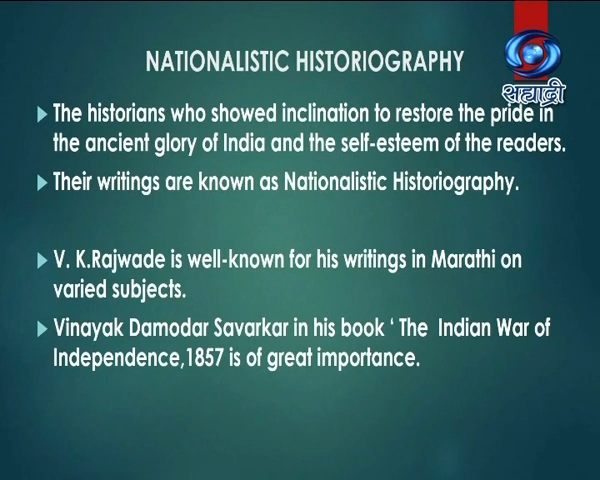 NATIONALISTIC HISTORIOGRAPHY
सह्याद्री
The historians who showed inclination to restore the pride in
the ancient glory of India and the self-esteem of the readers.
Their writings are known as Nationalistic Historiography.
V. K.Rajwade is well-known for his writings in Marathi on
varied subjects.
Vinayak Damodar Savarkar in his book ‘ The  Indian War of
Independence,1857 is of great importance.